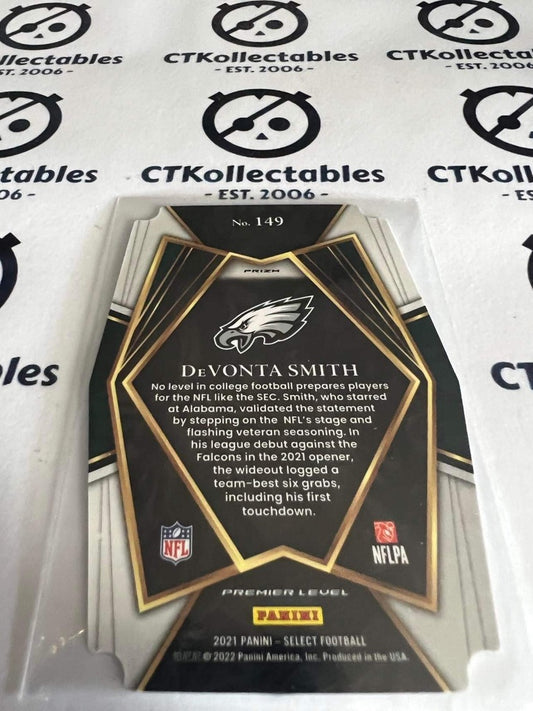 CTKollectables
CTKollectables
CTKollectables
EST. 2006 -
- EST. 2006 -
- EST. 2006 -
CTKollectables
CTKollectables
- EST. 2006 -
No. 149
PRIZM
DeVONTA SMITH
No level in college football prepares players
for the NFL like the SEC. Smith, who starred
at Alabama, validated the statement
by stepping on the NFL's stage and
flashing veteran seasoning. In
his league debut against the
Falcons in the 2021 opener,
the wideout logged a
team-best six grabs,
including his first
touchdown.
NFL
NFLPA
PREMIER LEVEL
PANINI
2021 PANINI - SELECT FOOTBALL
© 2022 Panini America, Inc. Produced in the USA.